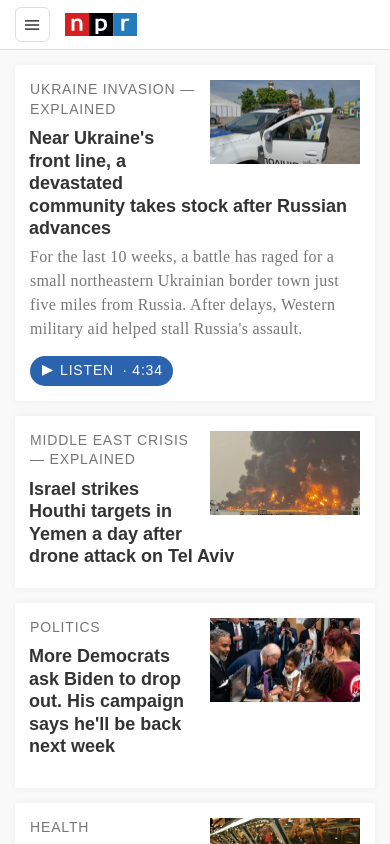 npr
UKRAINE INVASION —
EXPLAINED
Near Ukraine's
front line, a
devastated
community takes stock after Russian
advances
For the last 10 weeks, a battle has raged for a
small northeastern Ukrainian border town just
five miles from Russia. After delays, Western
military aid helped stall Russia's assault.
LISTEN · 4:34
MIDDLE EAST CRISIS
— EXPLAINED
Israel strikes
Houthi targets in
Yemen a day after
drone attack on Tel Aviv
POLITICS
More Democrats
ask Biden to drop
out. His campaign
says he'll be back
next week
HEALTH